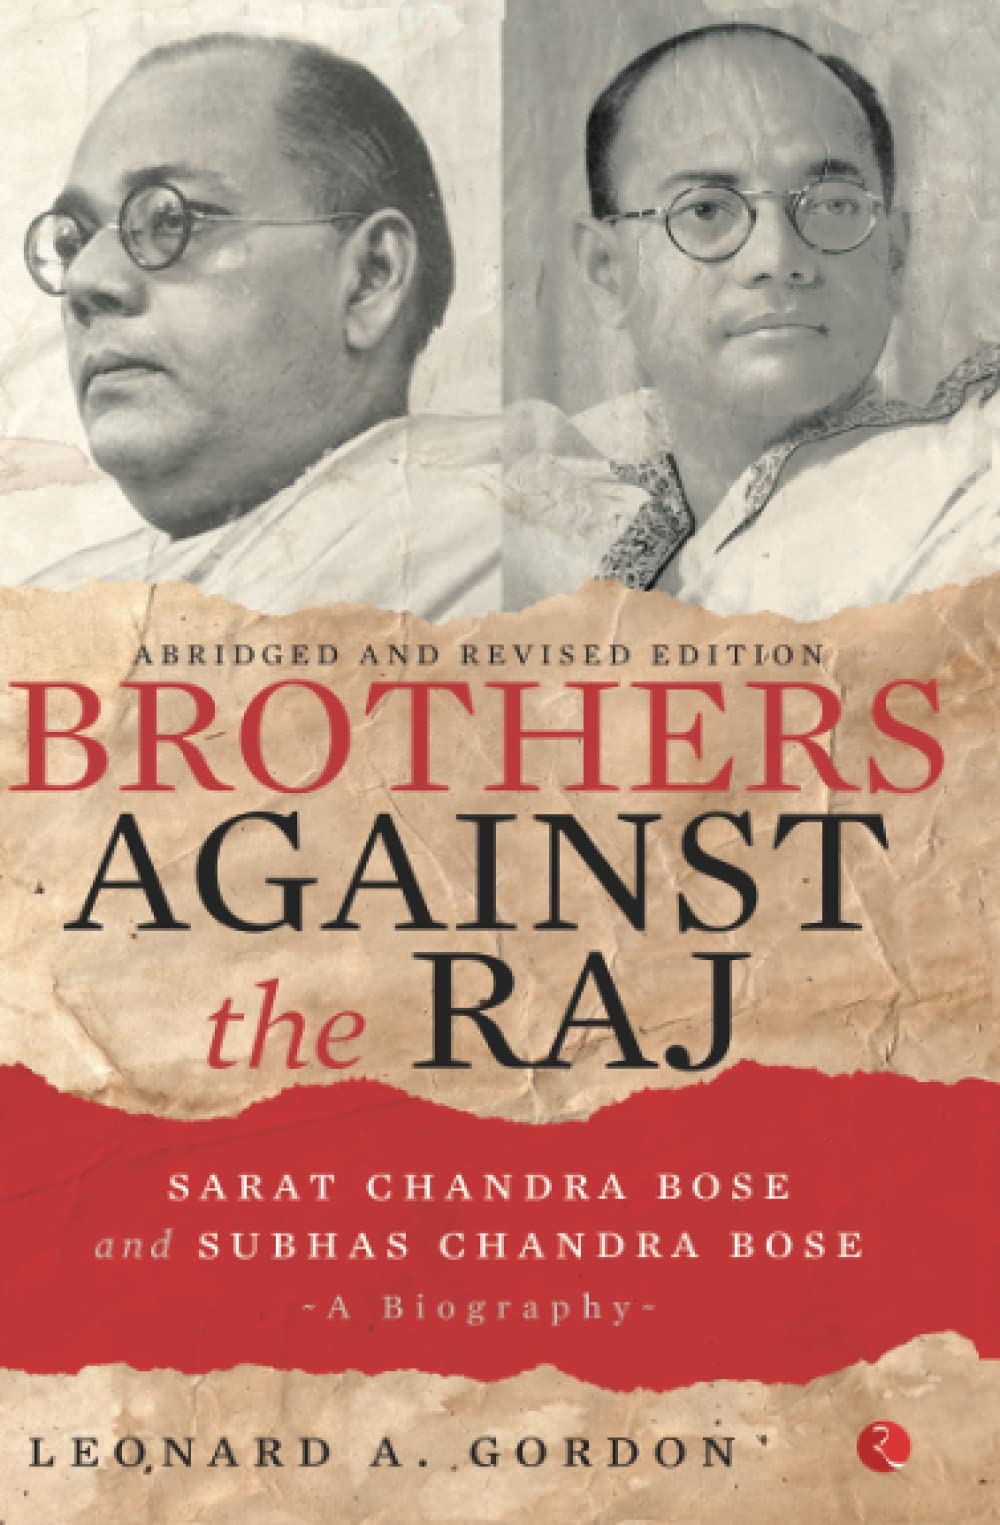 ABRIDGED AND REVISED EDITION
BROTHERS
AGAINST
the RAJ
SARAT CHANDRA BOSE
and SUBHAS CHANDRA BOSE
~A Biography~
LEONARD A. GORDON
R